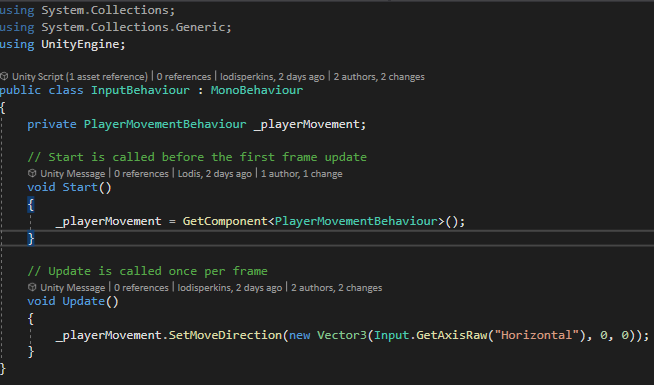 using System.Collections;
using System.Collections.Generic;
using UnityEngine;
Unity Script (1 asset reference) | 0 references | lodisperkins, 2 days ago | 2 authors, 2 changes
public class InputBehaviour : MonoBehaviour
{
private PlayerMovementBehaviour _playerMovement;
// Start is called before the first frame update
Unity Message | 0 references | Lodis, 2 days ago | 1 author, 1 change
void Start()
{
_playerMovement = GetComponent<PlayerMovementBehaviour>();
}
// Update is called once per frame
Unity Message | 0 references | lodisperkins, 2 days ago | 2 authors, 2 changes
void Update()
{
_playerMovement.SetMoveDirection(new Vector3(Input.GetAxisRaw("Horizontal"), 0, 0));
}
}